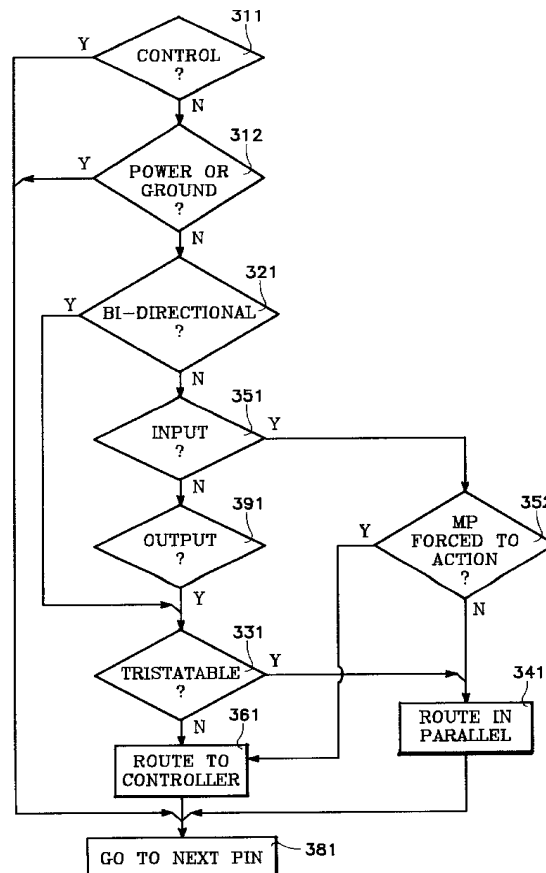 311
Y
CONTROL
?
N
312
Y
POWER OR
GROUND
?
N
321
Y
BI-DIRECTIONAL
?
N
351
Y
INPUT
?
N
391
OUTPUT
?
Y
352
Y
MP
FORCED TO
ACTION
?
N
331
Y
TRISTATABLE
?
N
361
ROUTE TO
CONTROLLER
341
ROUTE IN
PARALLEL
GO TO NEXT PIN
381